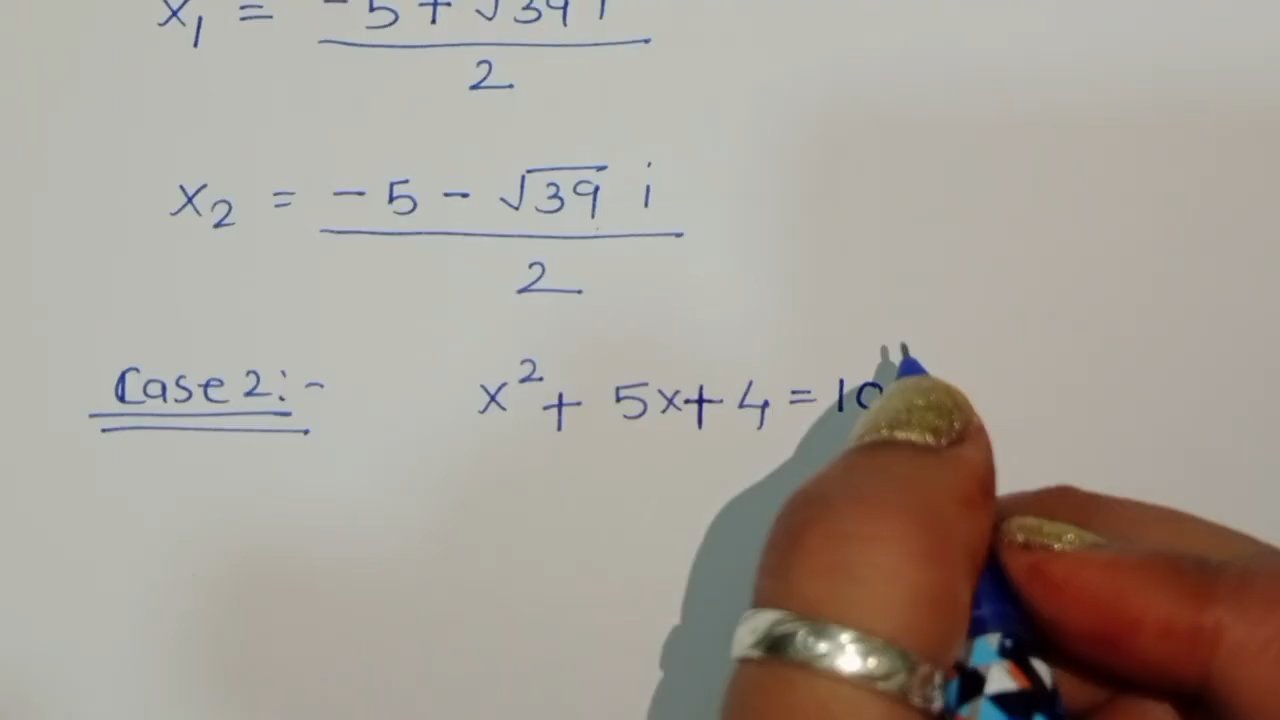 x₁ = -5 + √39 i
2
x₂ = -5 - √39 i
2
Case 2:- x² + 5x + 4 = 10